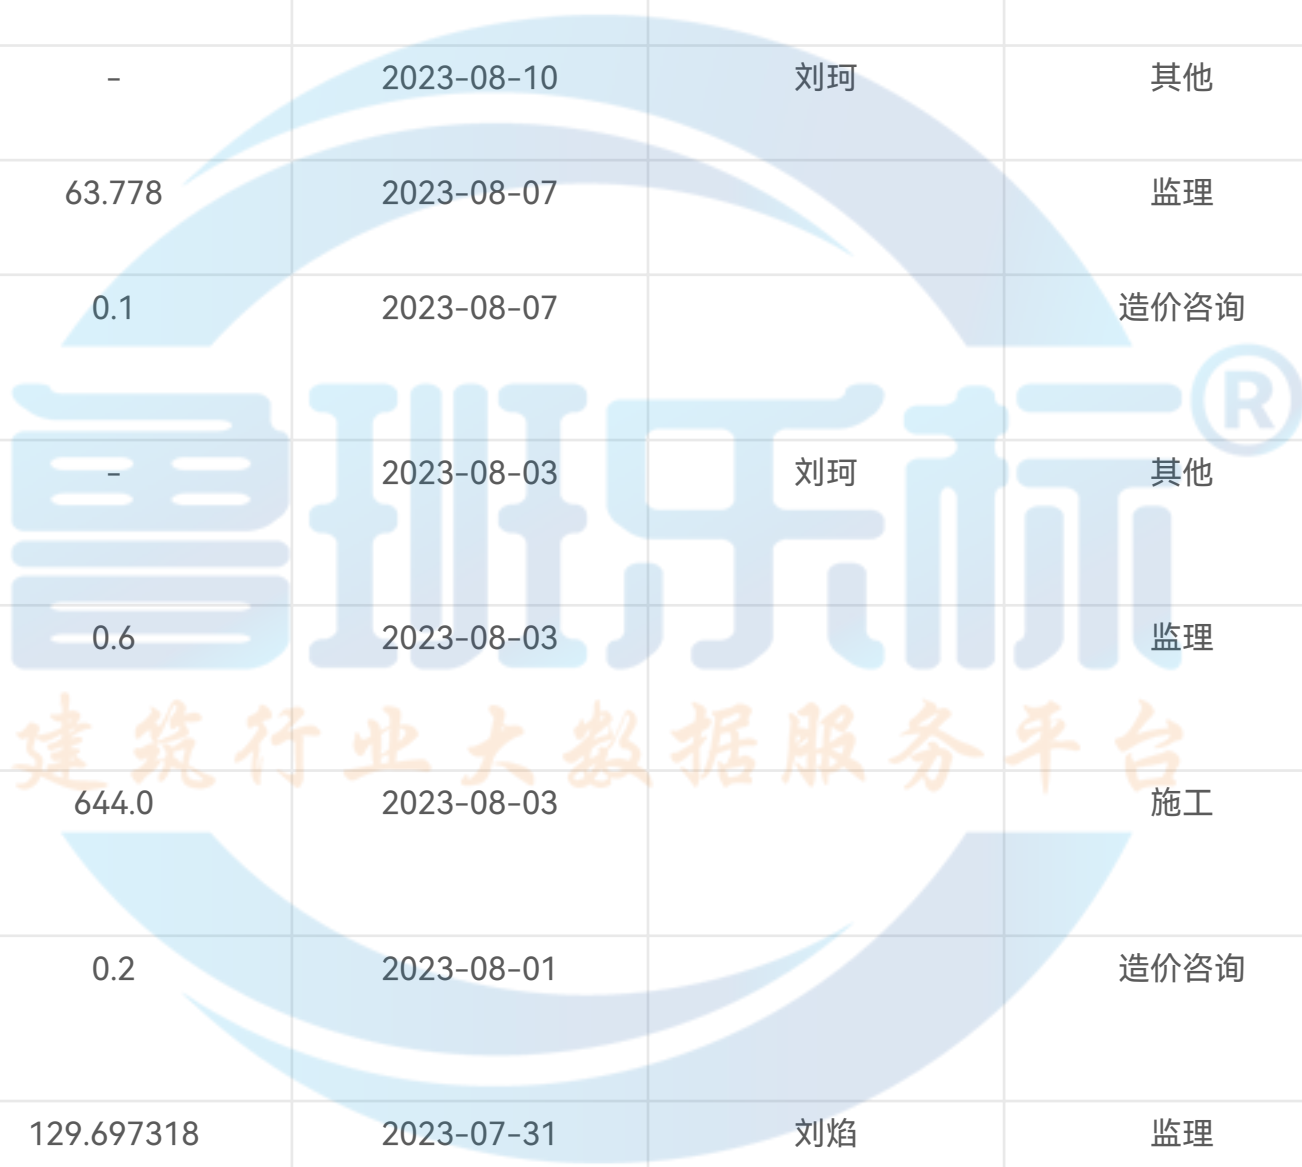 - 2023-08-10 刘珂 其他
63.778 2023-08-07 监理
0.1 2023-08-07 造价咨询
鲁班乐标®
- 2023-08-03 刘珂 其他
0.6 2023-08-03 监理
建筑行业大数据服务平台
644.0 2023-08-03 施工
0.2 2023-08-01 造价咨询
129.697318 2023-07-31 刘焰 监理